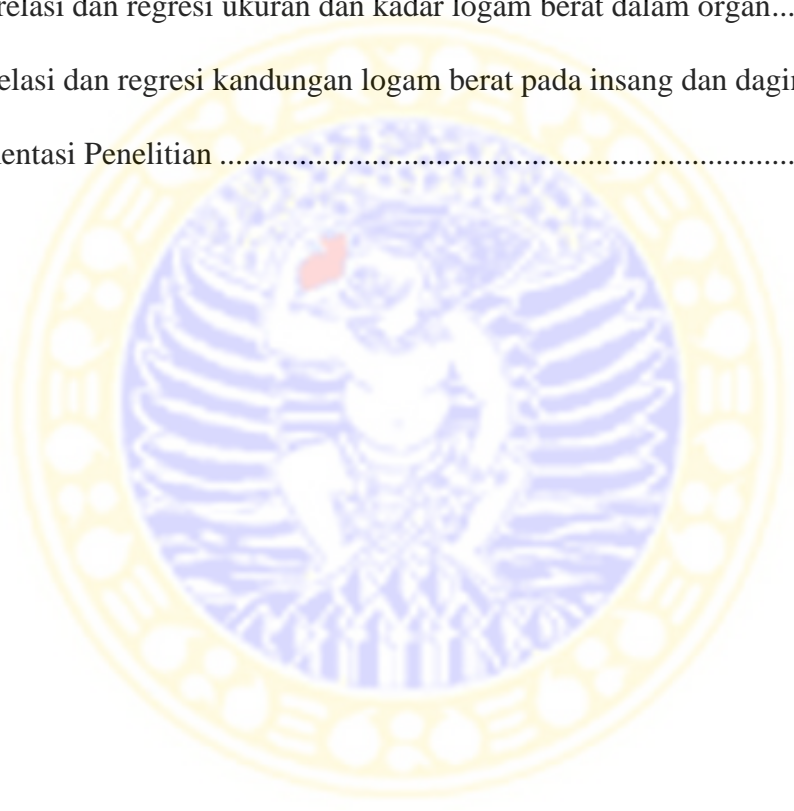 relasi dan regresi ukuran dan kadar logam berat dalam organ...
elasi dan regresi kandungan logam berat pada insang dan
entasi Penelitian ......................................................................